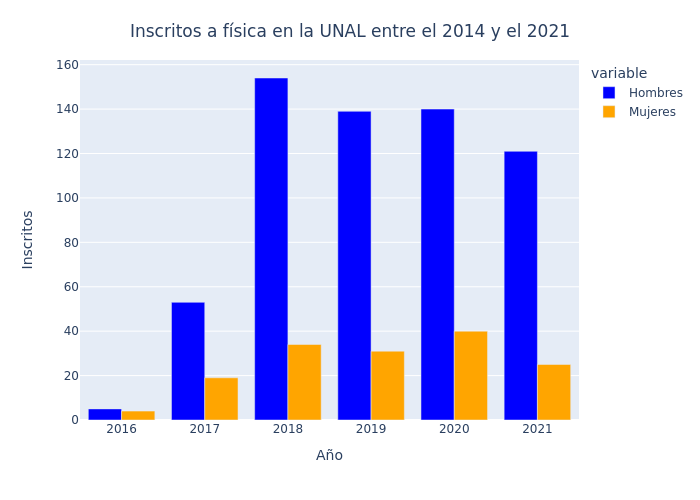 Inscritos a física en la UNAL entre el 2014 y el 2021
variable
Hombres
Mujeres
Inscritos
160
140
120
100
80
60
40
20
0
2016 2017 2018 2019 2020 2021
Año